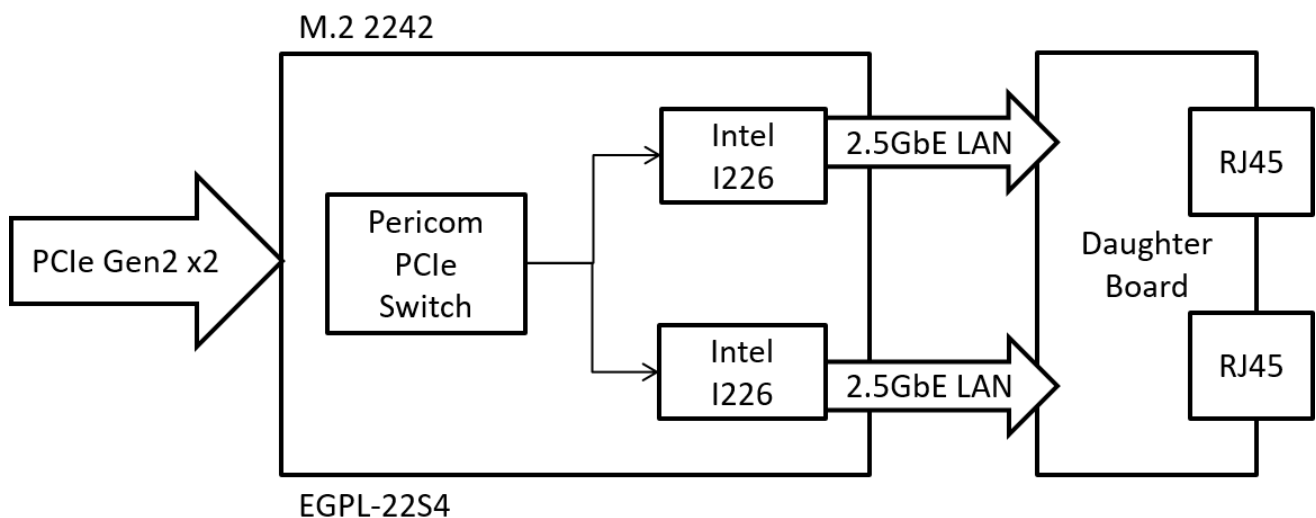 M.2 2242
PCIe Gen2 x2
Pericom
PCIe
Switch
Intel
I226
2.5GbE LAN
Intel
I226
2.5GbE LAN
Daughter
Board
RJ45
RJ45
EGPL-22S4